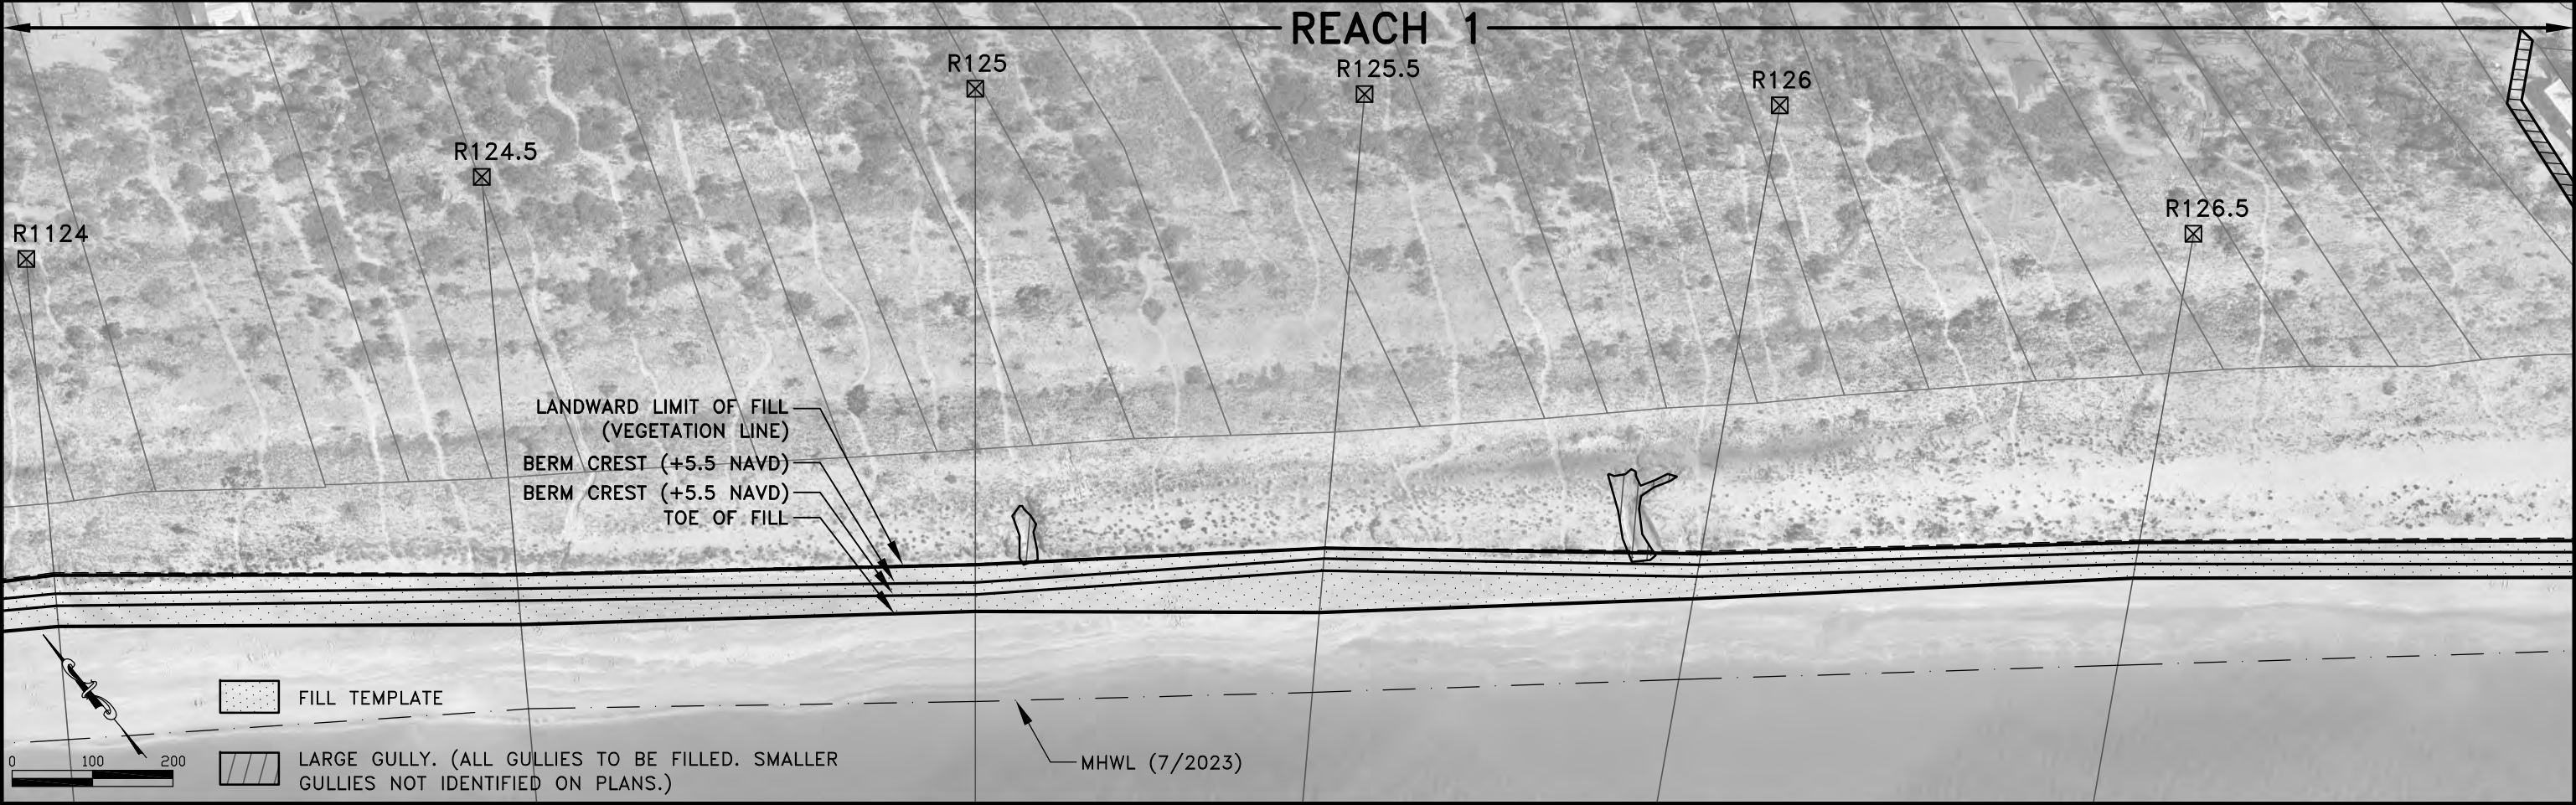 REACH 1
R125
R125.5
R126
R124.5
R126.5
R1124
LANDWARD LIMIT OF FILL
(VEGETATION LINE)
BERM CREST (+5.5 NAVD)
BERM CREST (+5.5 NAVD)
TOE OF FILL
FILL TEMPLATE
LARGE GULLY. (ALL GULLIES TO BE FILLED. SMALLER
GULLIES NOT IDENTIFIED ON PLANS.)
MHWL (7/2023)
0 100 200